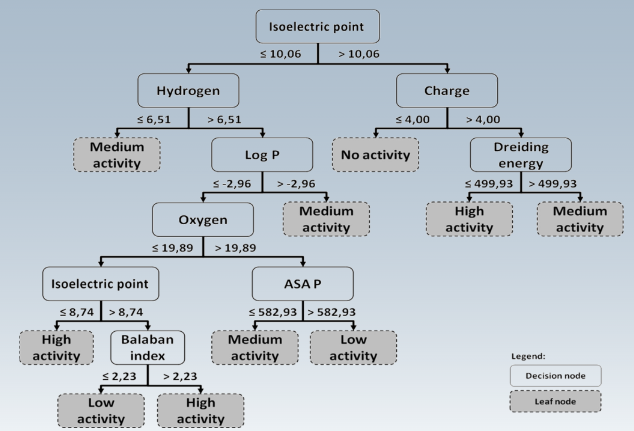 Isoelectric point
≤ 10,06 > 10,06
Hydrogen Charge
≤ 6,51 > 6,51 ≤ 4,00 > 4,00
Medium
activity
Log P
No activity
Dreiding
energy
≤ -2,96 > -2,96 ≤ 499,93 > 499,93
Oxygen
Medium
activity
High
activity
Medium
activity
≤ 19,89 > 19,89
Isoelectric point ASA P
≤ 8,74 > 8,74 ≤ 582,93 > 582,93
High
activity
Balaban
index
Medium
activity
Low
activity
≤ 2,23 > 2,23
Low
activity
High
activity
Legend:
Decision node
Leaf node